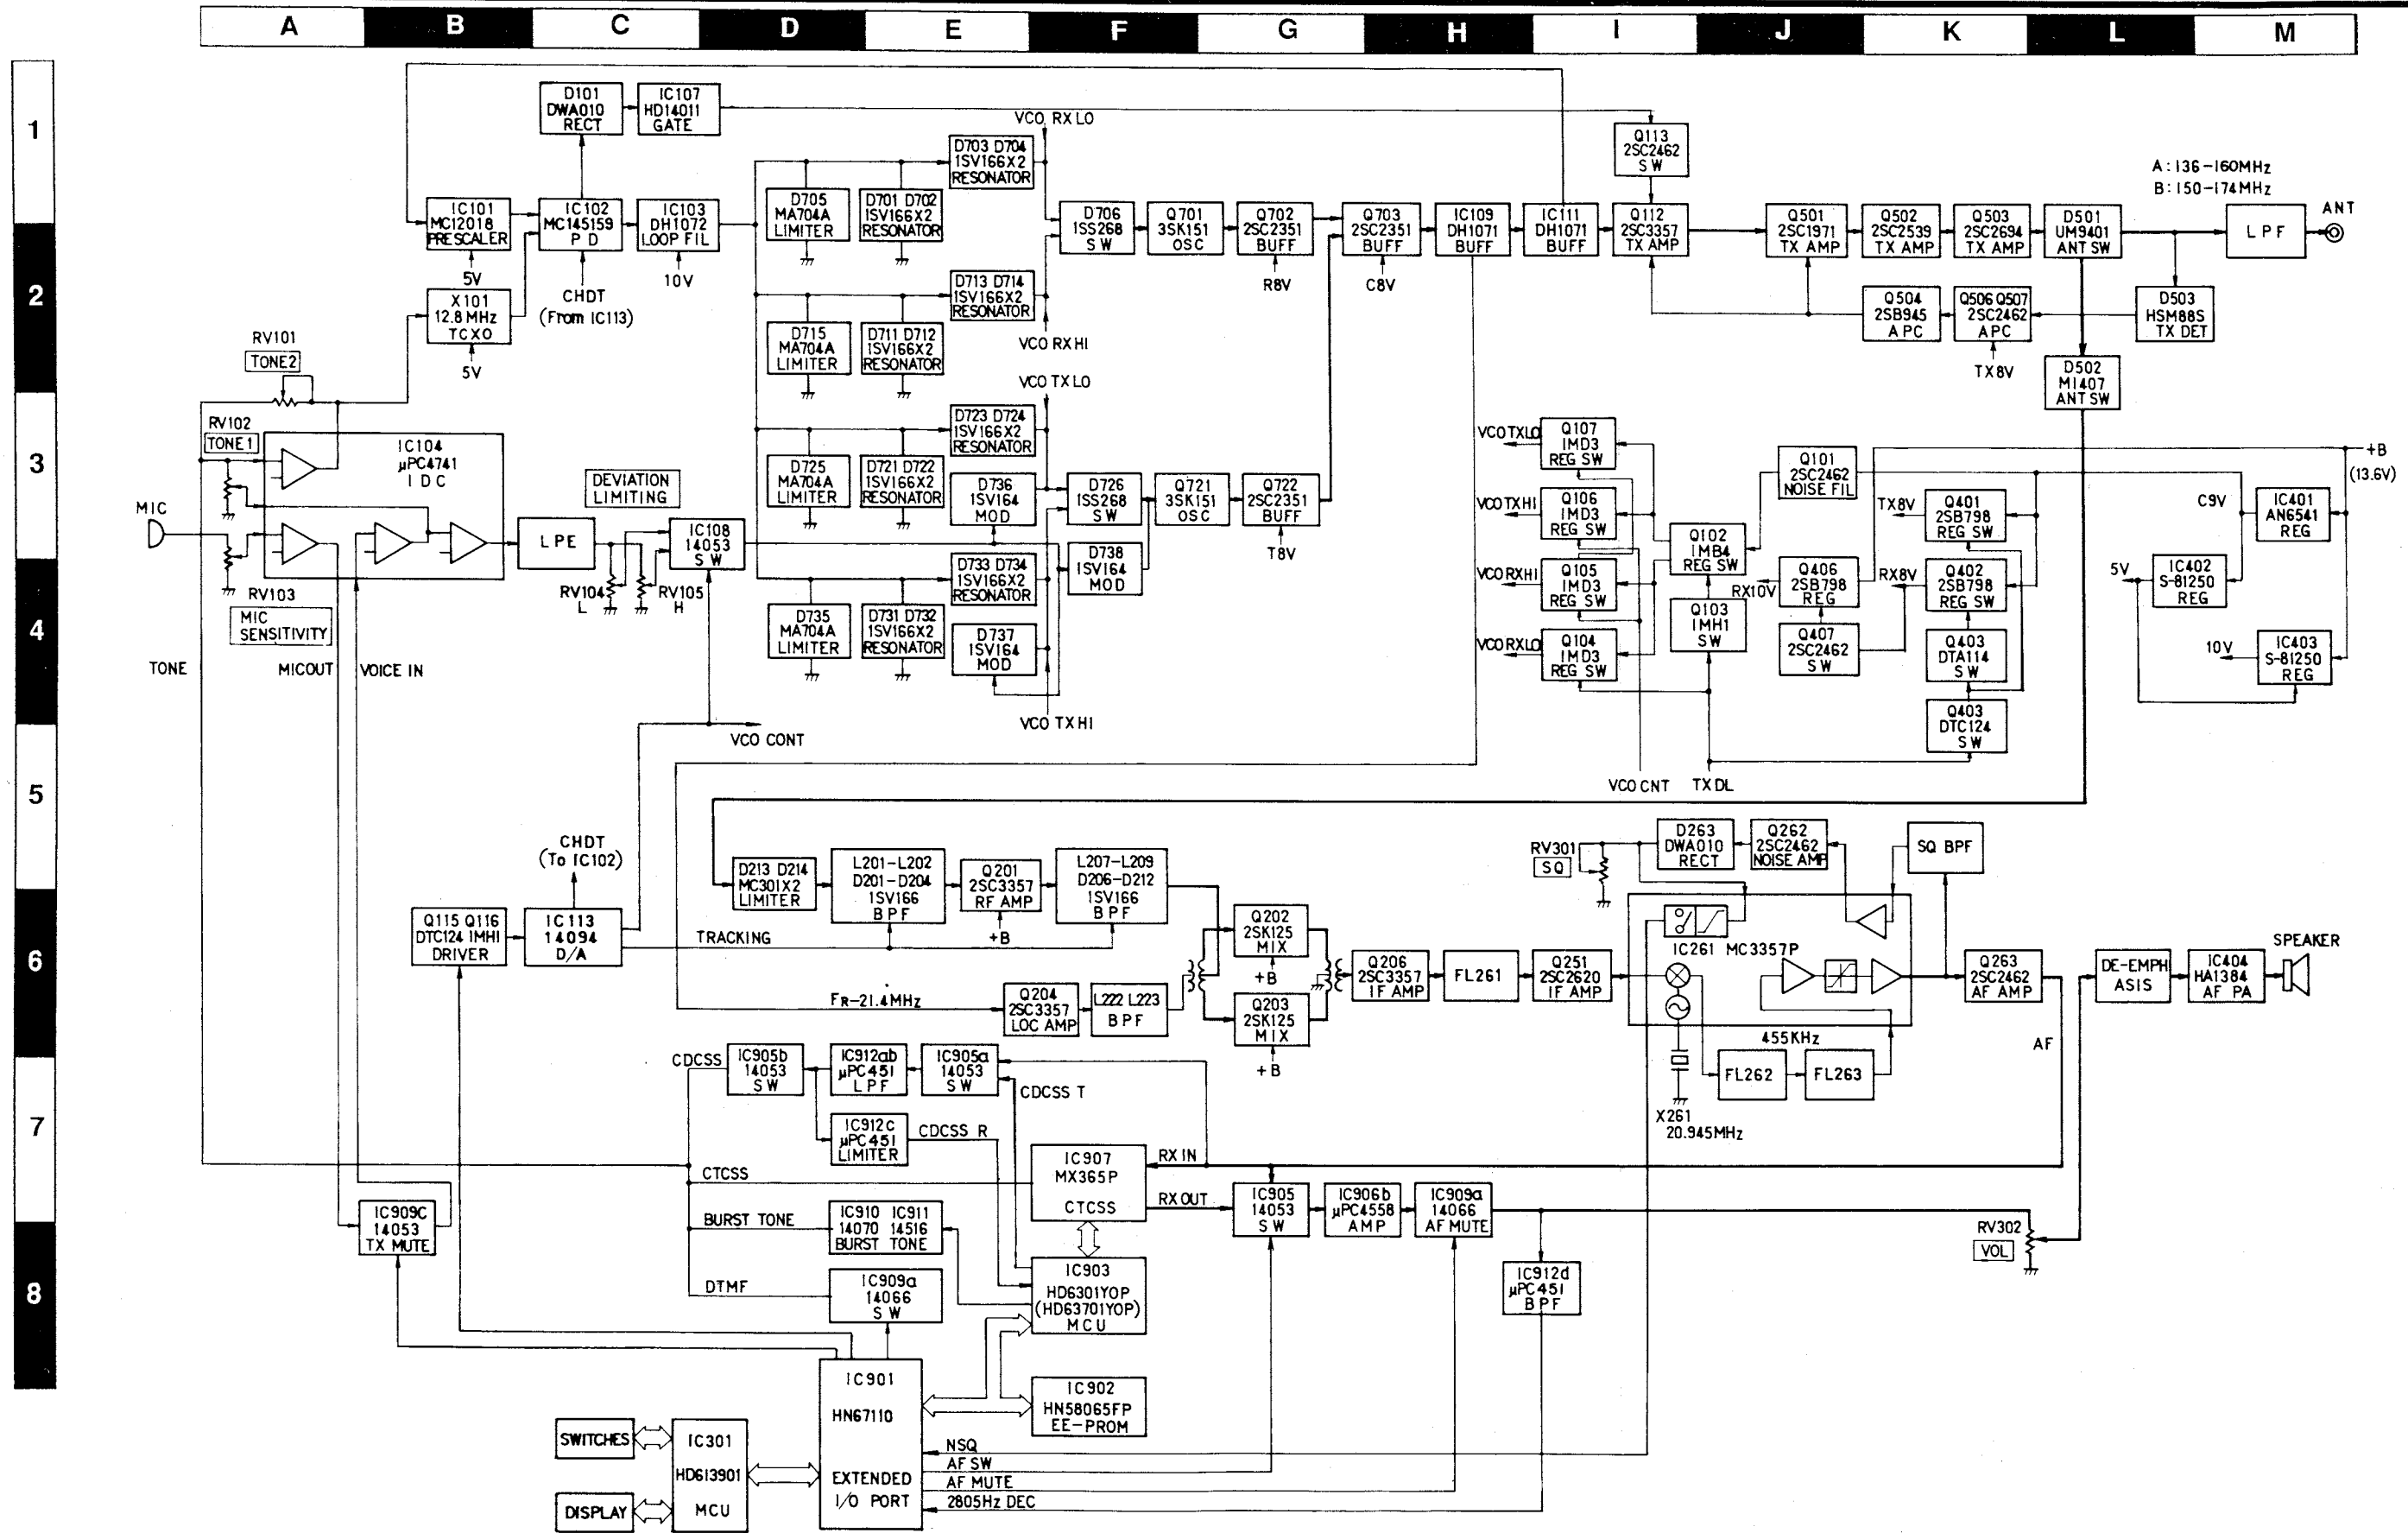 A B C D E F G H I J K L M
1
2
3
4
5
6
7
8
D101
DWA010
RECT
IC107
HD14011
GATE
VCO RX LO
D703 D704
1SV166X2
RESONATOR
Q113
2SC2462
SW
A:136-160MHz
B:150-174MHz
IC101
MC12018
PRESCALER
5V
IC102
MC145159
PD
CHDT
(From IC113)
IC103
DH1072
LOOP FIL
10V
D705
MA704A
LIMITER
D701 D702
1SV166X2
RESONATOR
D706
1SS268
SW
Q701
3SK151
OSC
Q702
2SC2351
BUFF
R8V
Q703
2SC2351
BUFF
C8V
IC109
DH1071
BUFF
IC111
DH1071
BUFF
Q112
2SC3357
TX AMP
Q501
2SC1971
TX AMP
Q502
2SC2539
TX AMP
Q503
2SC2694
TX AMP
D501
UM9401
ANT SW
LPF
ANT
X101
12.8MHz
TCXO
5V
D713 D714
1SV166X2
RESONATOR
VCO RX HI
D715
MA704A
LIMITER
D711 D712
1SV166X2
RESONATOR
Q504
2SB945
APC
Q506 Q507
2SC2462
APC
TX8V
D503
HSM88S
TX DET
D502
MI407
ANT SW
RV101
TONE2
RV102
TONE1
IC104
µPC4741
IDC
MIC
RV103
MIC
SENSITIVITY
LPE
DEVIATION
LIMITING
RV104
L
RV105
H
IC108
14053
SW
VCO TX LO
D723 D724
1SV166X2
RESONATOR
D725
MA704A
LIMITER
D721 D722
1SV166X2
RESONATOR
D736
1SV164
MOD
D726
1SS268
SW
Q721
3SK151
OSC
Q722
2SC2351
BUFF
T8V
D738
1SV164
MOD
D733 D734
1SV166X2
RESONATOR
D735
MA704A
LIMITER
D731 D732
1SV166X2
RESONATOR
D737
1SV164
MOD
VCO TX HI
VCO CONT
VCO TXLO
Q107
IMD3
REG SW
VCO TXHI
Q106
IMD3
REG SW
VCO RXHI
Q105
IMD3
REG SW
VCO RXLO
Q104
IMD3
REG SW
Q102
IMB4
REG SW
Q103
IMH1
SW
Q101
2SC2462
NOISE FIL
Q406
2SB798
REG
RX10V
Q407
2SC2462
SW
TX8V
Q401
2SB798
REG SW
RX8V
Q402
2SB798
REG SW
Q403
DTA114
SW
Q403
DTC124
SW
C9V
IC401
AN6541
REG
+B
(13.6V)
5V
IC402
S-81250
REG
10V
IC403
S-81250
REG
VCO CNT
TX DL
TONE
MICOUT
VOICE IN
CHDT
(To IC102)
Q115 Q116
DTC124 IMHI
DRIVER
IC113
14094
D/A
TRACKING
D213 D214
MC301X2
LIMITER
L201-L202
D201-D204
1SV166
BPF
Q201
2SC3357
RF AMP
+B
L207-L209
D206-D212
1SV166
BPF
Q202
2SK125
MIX
+B
Q203
2SK125
MIX
+B
FR-21.4MHz
Q204
2SC3357
LOC AMP
L222 L223
BPF
Q206
2SC3357
IF AMP
FL261
Q251
2SC2620
IF AMP
RV301
SQ
D263
DWA010
RECT
Q262
2SC2462
NOISE AMP
SQ BPF
IC261 MC3357P
455KHz
FL262
FL263
X261
20.945MHz
Q263
2SC2462
AF AMP
AF
DE-EMPH
ASIS
IC404
HA1384
AF PA
SPEAKER
CDCSS
IC905b
14053
SW
IC912ab
µPC451
LPF
IC905a
14053
SW
CDCSS T
IC912c
µPC451
LIMITER
CDCSS R
CTCSS
IC907
MX365P
CTCSS
RX IN
RX OUT
IC905
14053
SW
IC906b
µPC4558
AMP
IC909a
14066
AF MUTE
RV302
VOL
IC909C
14053
TX MUTE
BURST TONE
IC910 IC911
14070 14516
BURST TONE
DTMF
IC909a
14066
SW
IC903
HD6301YOP
(HD63701YOP)
MCU
IC912d
µPC451
BPF
IC901
HN67110
EXTENDED
I/O PORT
IC902
HN58065FP
EE-PROM
SWITCHES
DISPLAY
IC301
HD613901
MCU
NSQ
AF SW
AF MUTE
2805Hz DEC